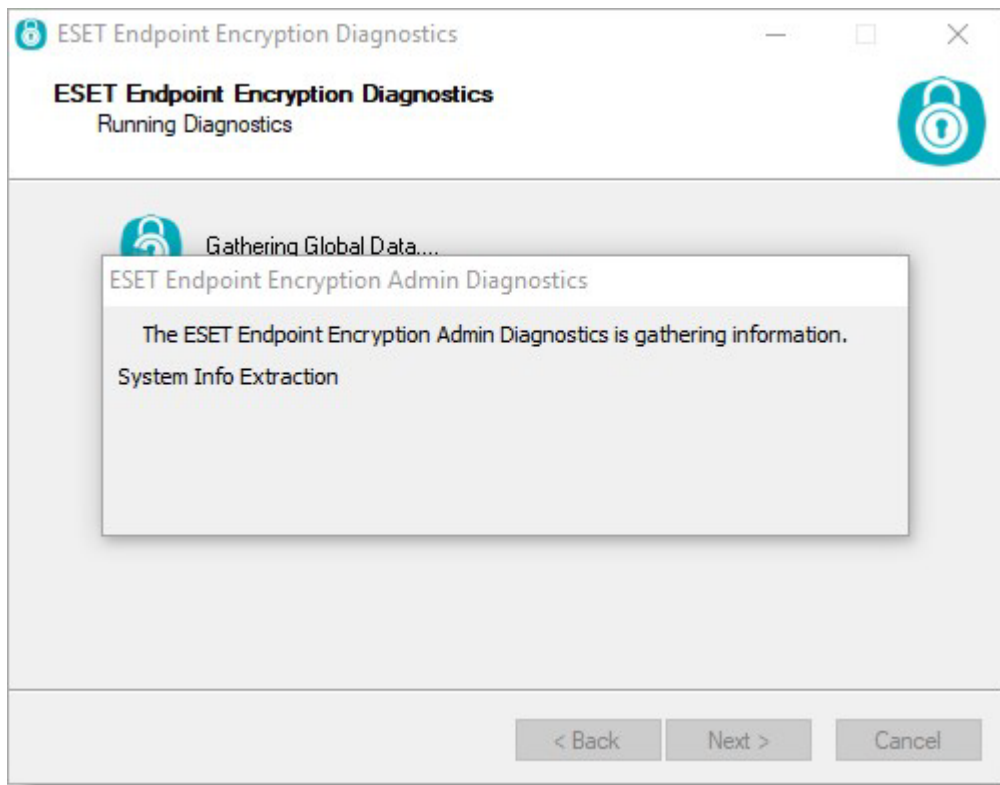 ESET Endpoint Encryption Diagnostics
ESET Endpoint Encryption Diagnostics
Running Diagnostics
Gathering Global Data....
ESET Endpoint Encryption Admin Diagnostics
The ESET Endpoint Encryption Admin Diagnostics is gathering information.
System Info Extraction
< Back Next > Cancel